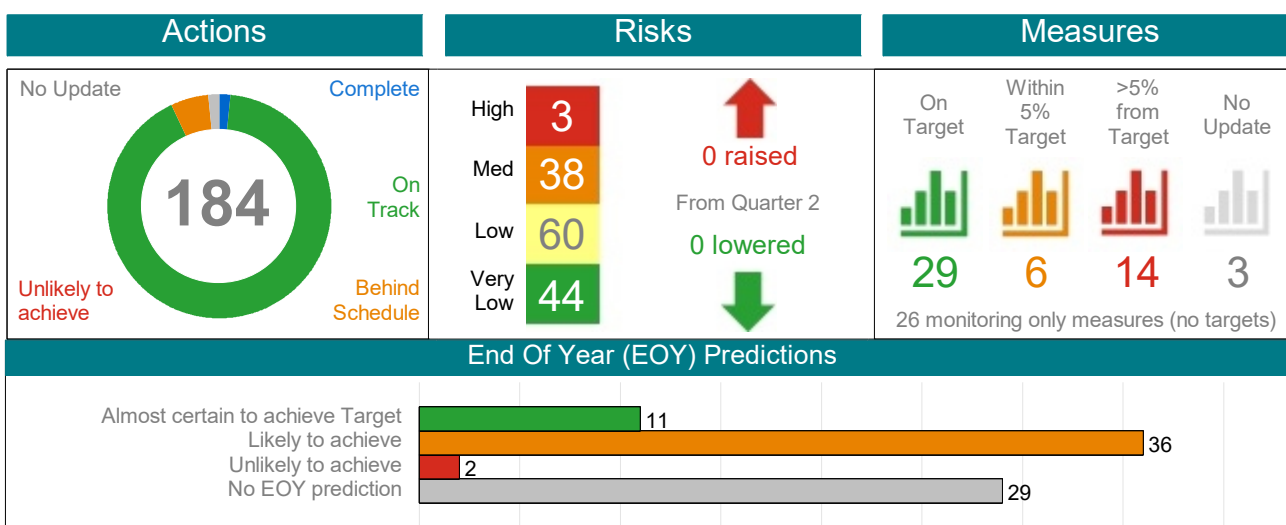 Actions
No Update
Complete
184
On
Track
Unlikely to
achieve
Behind
Schedule
Risks
High
3
Med
38
Low
60
Very
Low
44
0 raised
From Quarter 2
0 lowered
Measures
On
Target
Within
5%
Target
>5%
from
Target
No
Update
29
6
14
3
26 monitoring only measures (no targets)
End Of Year (EOY) Predictions
Almost certain to achieve Target
11
Likely to achieve
36
Unlikely to achieve
2
No EOY prediction
29